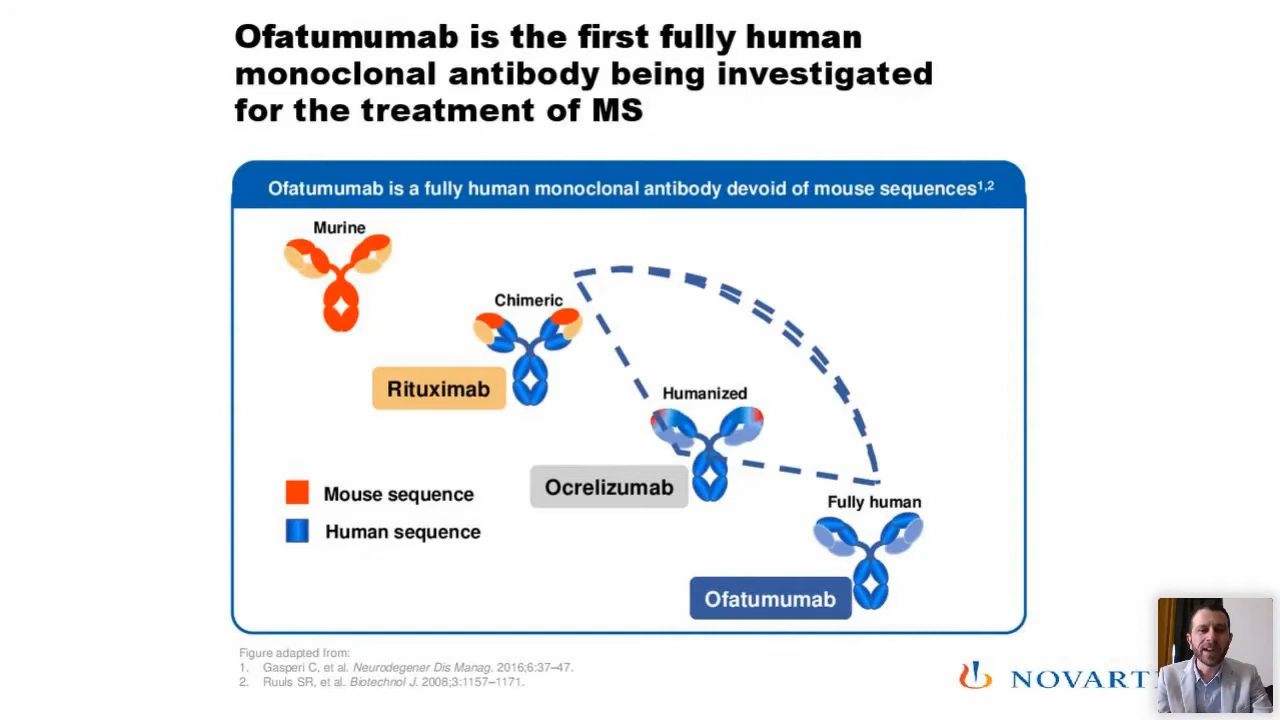 Ofatumumab is the first fully human
monoclonal antibody being investigated
for the treatment of MS
Ofatumumab is a fully human monoclonal antibody devoid of mouse sequences1,2
Murine
Chimeric
Rituximab
Humanized
Ocrelizumab
Mouse sequence
Human sequence
Fully human
Ofatumumab
Figure adapted from:
1. Gasperi C, et al. Neurodegener Dis Manag. 2016;6:37–47.
2. Ruuls SR, et al. Biotechnol J. 2008;3:1157–1171.
NOVART